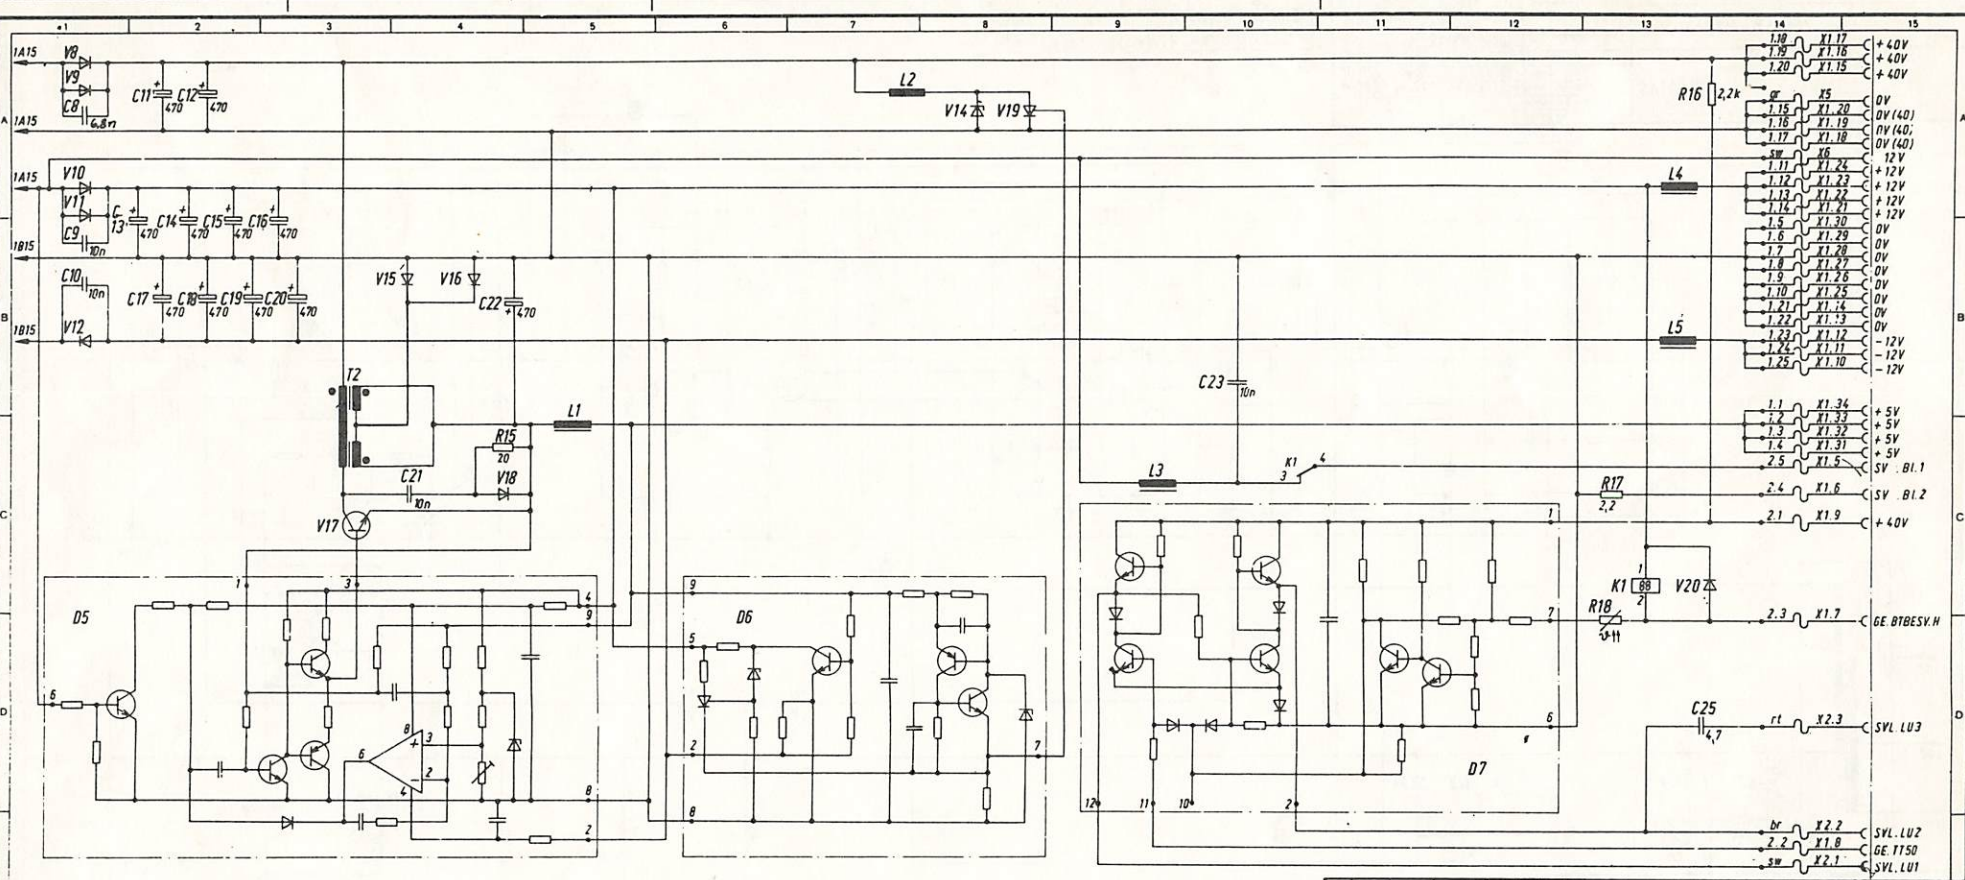 1 2 3 4 5 6 7 8 9 10 11 12 13 14 15
1A15 V8 1.18 X1.17 +40V
V9 1.19 X1.16 +40V
L2 1.20 X1.15 +40V
C11 + 470 C12 + 470 R16 2,2k
C8 6,8n V14 V19 gr X5 0V
A 1.15 X1.20 0V(40) A
1A15 1.16 X1.19
1.17 X1.18 0V(40)
sw X6 12V
V10 1.11 X1.24 +12V
1A15 L4 1.12 X1.23 +12V
V11 1.13 X1.22 +12V
13 + 470 C14 + 470 C15 + 470 C16 + 470 1.14 X1.21 +12V
C9 10n 1.5 X1.30 0V
1.6 X1.29 0V
1B15 1.7 X1.28 0V
C10 10n V15 V16 1.8 X1.27 0V
1.9 X1.26 0V
C17 + 470 C18 + 470 C19 + 470 C20 + 470 C22 + 470 1.10 X1.25 0V
B 1.21 X1.14 0V B
1B15 V12 L5 1.22 X1.13 0V
1.23 X1.12 -12V
1.24 X1.11 -12V
1.25 X1.10 -12V
T2 C23 10n
L1 1.1 X1.34 +5V
1.2 X1.33 +5V
R15 20 1.3 X1.32 +5V
1.4 X1.31 +5V
C21 10n V18 L3 3 K1 4 2.5 X1.5 SV.Bl.1
R17 2,2 2.4 X1.6 SV.Bl.2
C V17 1 2.1 X1.9 +40V C
1 3 9 1 K1 88 2 V20
D5 4 D6 7 R18 2.3 X1.7 GE.BTBESV.H
9
5
6
D C25 4,7 rt X2.3 SVL.LU3 D
8 + 3 6 2 7 6
- 2 D7
4 8 12 11 10 2
8
2 br X2.2 SVL.LU2
2.2 X1.8 GE.TT50
sw X2.1 SVL.LU1